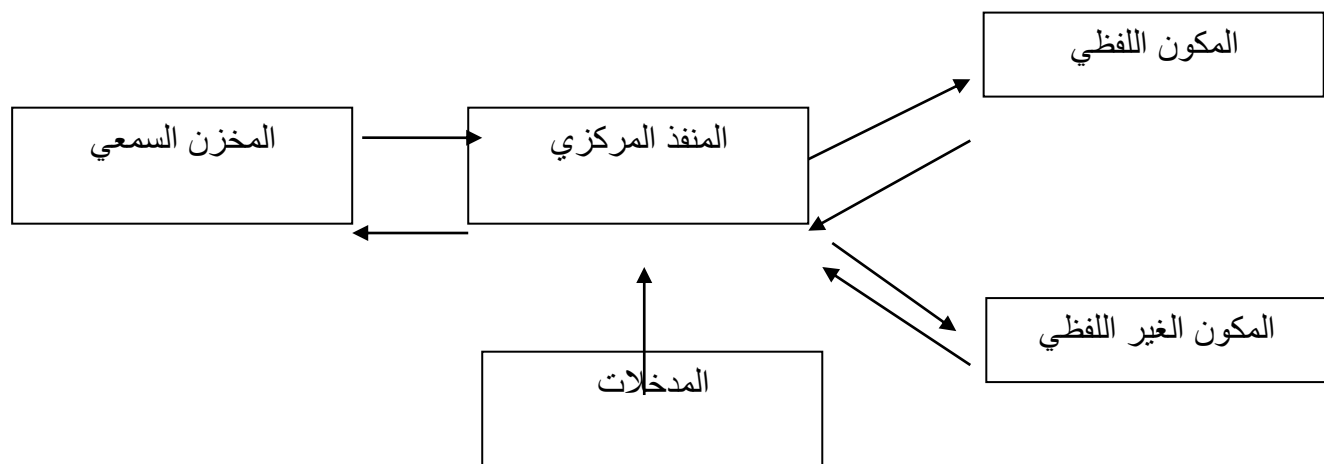 المكون اللفظي
المنفذ المركزي
المخزن السمعي
المكون الغير اللفظي
المدخلات